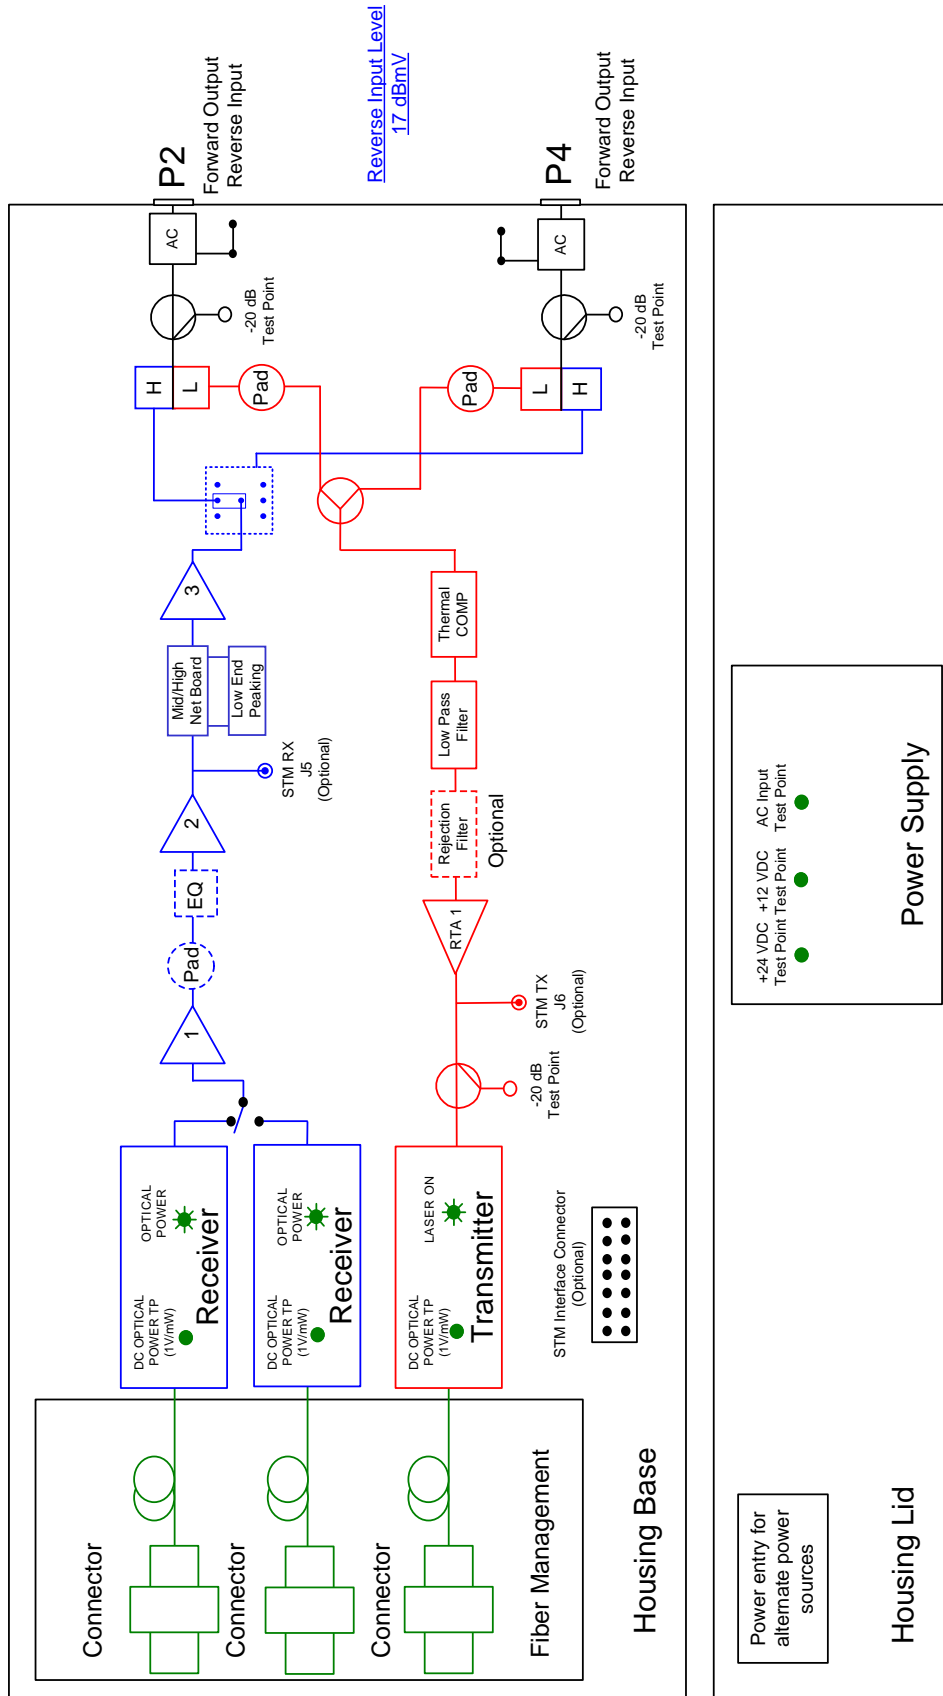 Reverse Input Level
17 dBmV
P2
Forward Output
Reverse Input
AC
-20 dB
Test Point
H
L
Pad
3
Mid/High
Net Board
Low End
Peaking
STM RX
J5
(Optional)
2
EQ
Pad
1
OPTICAL
POWER
DC OPTICAL
POWER TP
(1V/mW)
Receiver
OPTICAL
POWER
DC OPTICAL
POWER TP
(1V/mW)
Receiver
P4
Forward Output
Reverse Input
AC
-20 dB
Test Point
L
H
Pad
Thermal
COMP
Low Pass
Filter
Rejection
Filter
Optional
RTA 1
STM TX
J6
(Optional)
-20 dB
Test Point
LASER ON
DC OPTICAL
POWER TP
(1V/mW)
Transmitter
STM Interface Connector
(Optional)
Connector
Connector
Connector
Fiber Management
Housing Base
+24 VDC
Test Point
+12 VDC
Test Point
AC Input
Test Point
Power Supply
Power entry for
alternate power
sources
Housing Lid